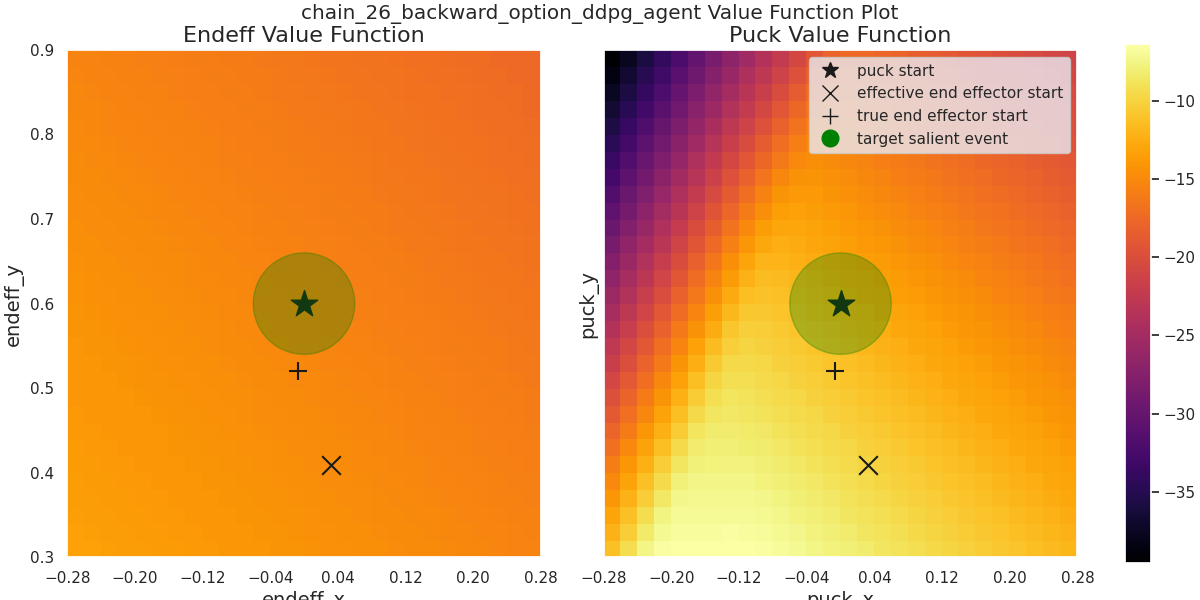 chain_26_backward_option_ddpg_agent Value Function Plot
Endeff Value Function
Puck Value Function
puck start
effective end effector start
true end effector start
target salient event
0.9
0.8
0.7
0.6
0.5
0.4
0.3
endeff_y
−0.28 −0.20 −0.12 −0.04 0.04 0.12 0.20 0.28
endeff_x
puck_y
−0.28 −0.20 −0.12 −0.04 0.04 0.12 0.20 0.28
puck_x
−10
−15
−20
−25
−30
−35